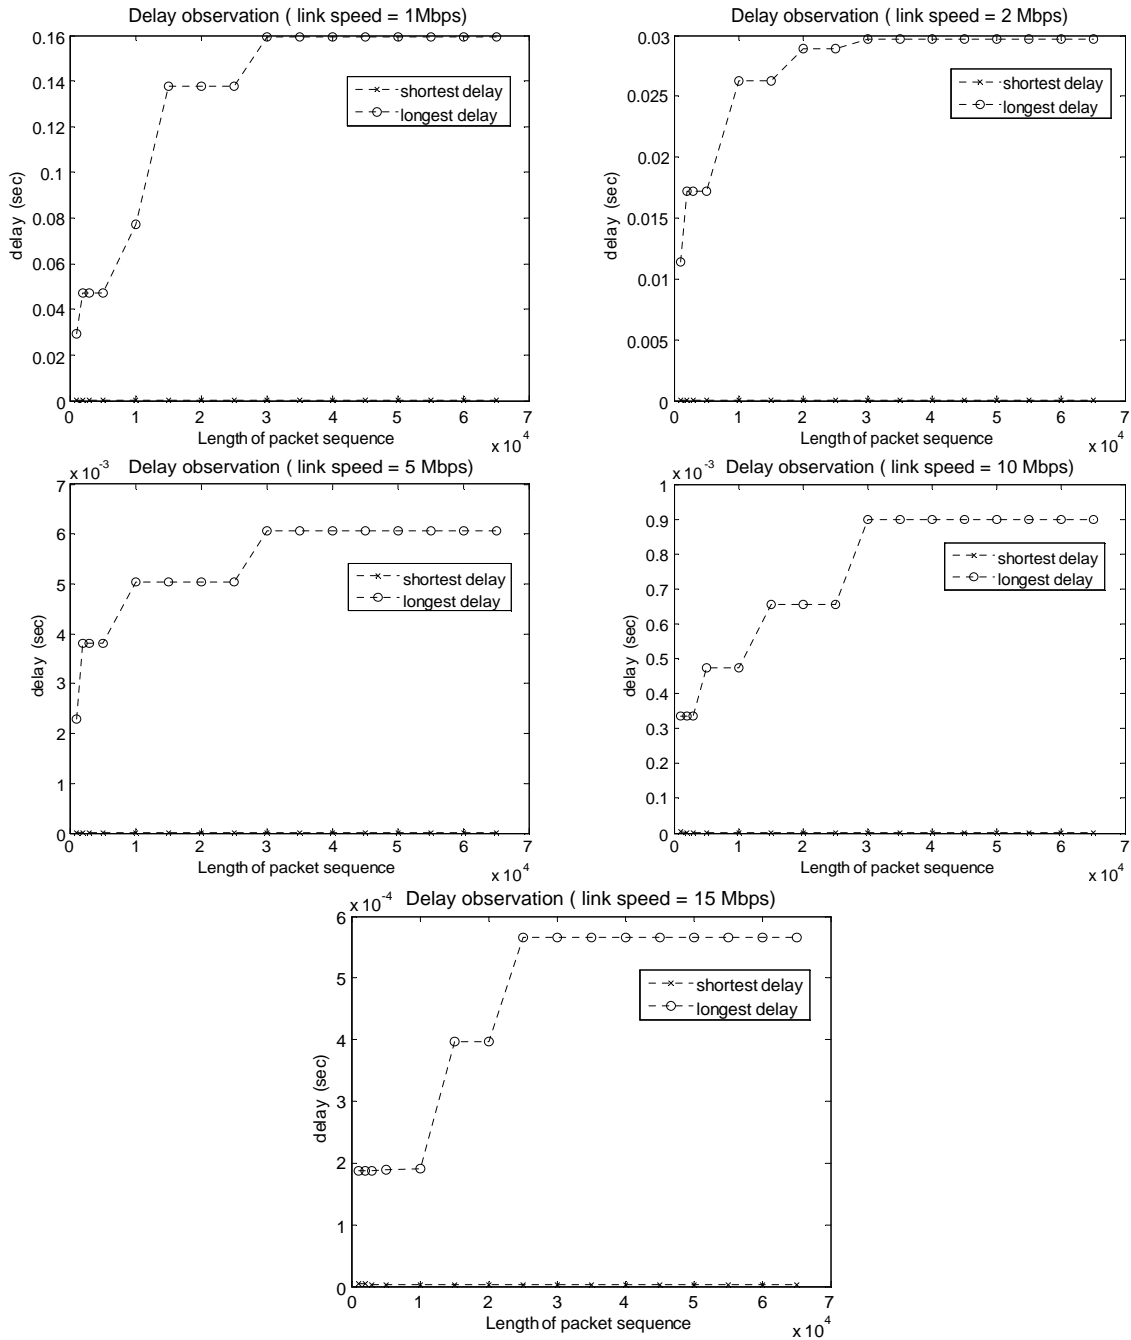 Delay observation ( link speed = 1Mbps)
0.16
0.14
0.12
0.1
0.08
0.06
0.04
0.02
0
delay (sec)
shortest delay
longest delay
0 1 2 3 4 5 6 7
Length of packet sequence
x 10^4
Delay observation ( link speed = 2 Mbps)
0.03
0.025
0.02
0.015
0.01
0.005
0
delay (sec)
shortest delay
longest delay
0 1 2 3 4 5 6 7
Length of packet sequence
x 10^4
x 10^-3
Delay observation ( link speed = 5 Mbps)
7
6
5
4
3
2
1
0
delay (sec)
shortest delay
longest delay
0 1 2 3 4 5 6 7
Length of packet sequence
x 10^4
x 10^-3
Delay observation ( link speed = 10 Mbps)
1
0.9
0.8
0.7
0.6
0.5
0.4
0.3
0.2
0.1
0
delay (sec)
shortest delay
longest delay
0 1 2 3 4 5 6 7
Length of packet sequence
x 10^4
x 10^-4
Delay observation ( link speed = 15 Mbps)
6
5
4
3
2
1
0
delay (sec)
shortest delay
longest delay
0 1 2 3 4 5 6 7
Length of packet sequence
x 10^4